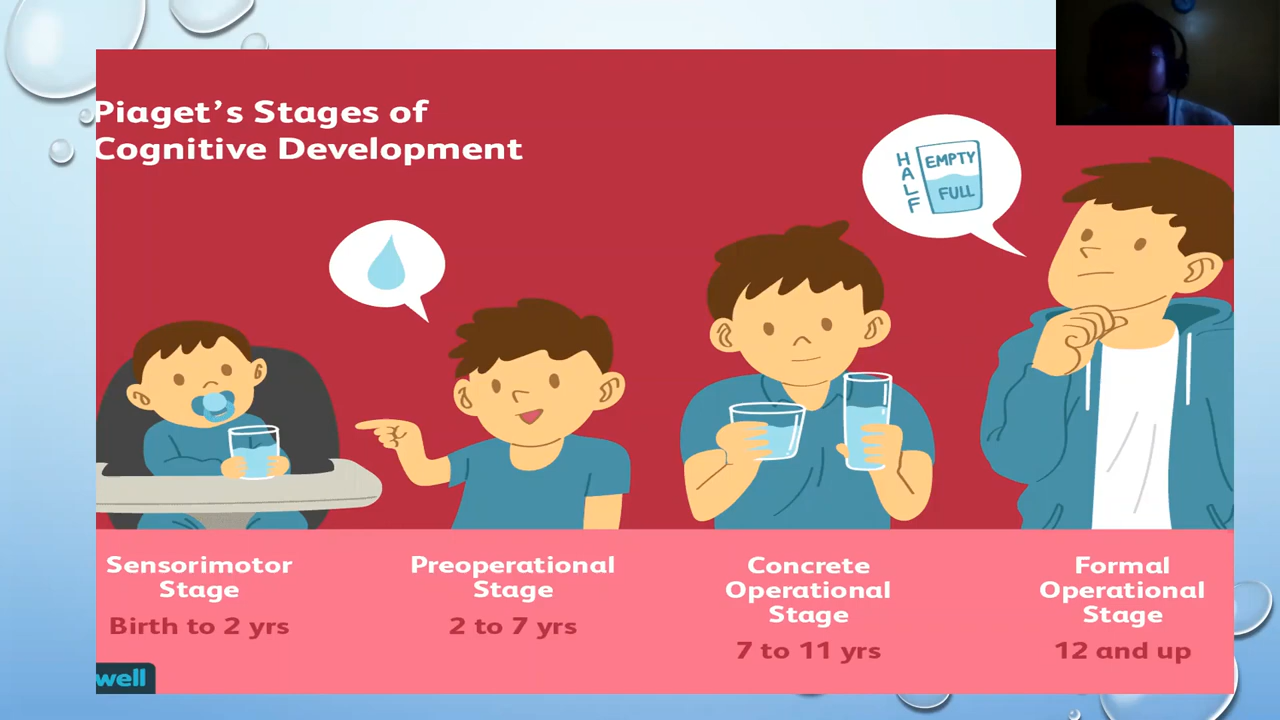 Piaget's Stages of
Cognitive Development
HALF
EMPTY
FULL
Sensorimotor
Stage
Birth to 2 yrs
Preoperational
Stage
2 to 7 yrs
Concrete
Operational
Stage
7 to 11 yrs
Formal
Operational
Stage
12 and up
well